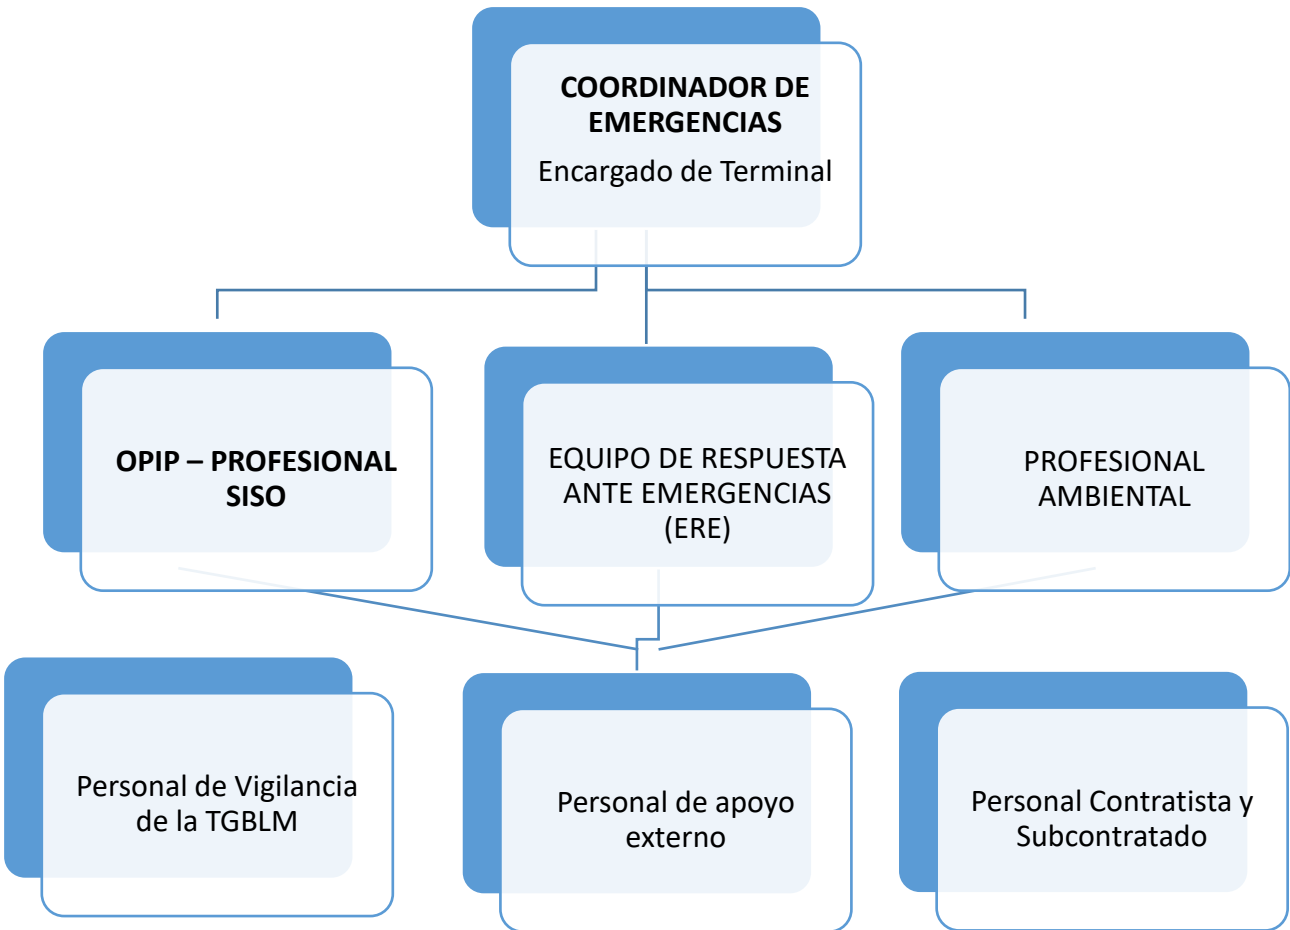 COORDINADOR DE
EMERGENCIAS
Encargado de Terminal
OPIP – PROFESIONAL
SISO
EQUIPO DE RESPUESTA
ANTE EMERGENCIAS
(ERE)
PROFESIONAL
AMBIENTAL
Personal de Vigilancia
de la TGBLM
Personal de apoyo
externo
Personal Contratista y
Subcontratado